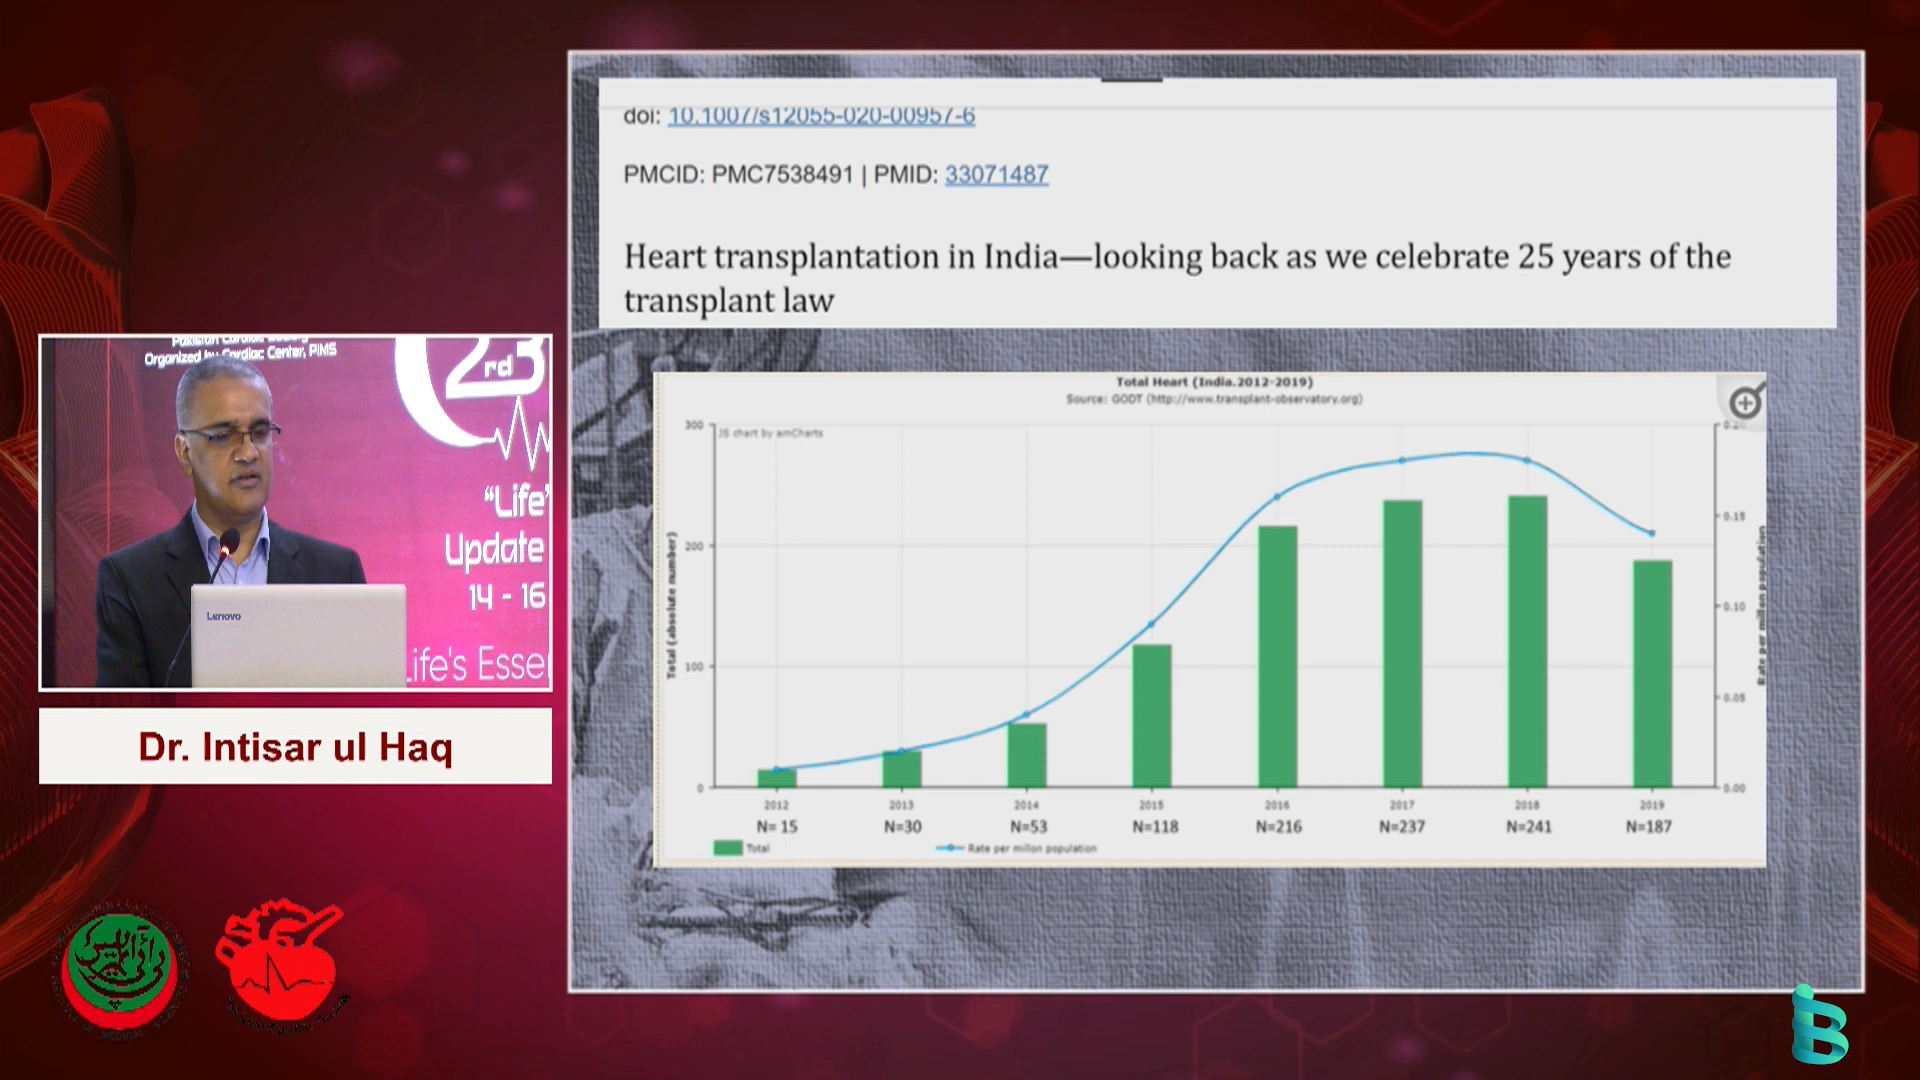 doi: 10.1007/s12055-020-00957-6
PMCID: PMC7538491 | PMID: 33071487
Heart transplantation in India—looking back as we celebrate 25 years of the
transplant law
Total Heart (India.2012-2019)
Source: GODT (http://www.transplant-observatory.org)
JS chart by amCharts
300
200
100
0
Total (absolute number)
0.15
0.10
0.05
0.00
Rate per millon population
2012 2013 2014 2015 2016 2017 2018 2019
N= 15 N=30 N=53 N=118 N=216 N=237 N=241 N=187
Total
Rate per millon population
Organized by Cardiac Center, PIMS
23rd
“Life’
Update
14 - 16
Life's Esse
Lenovo
Dr. Intisar ul Haq